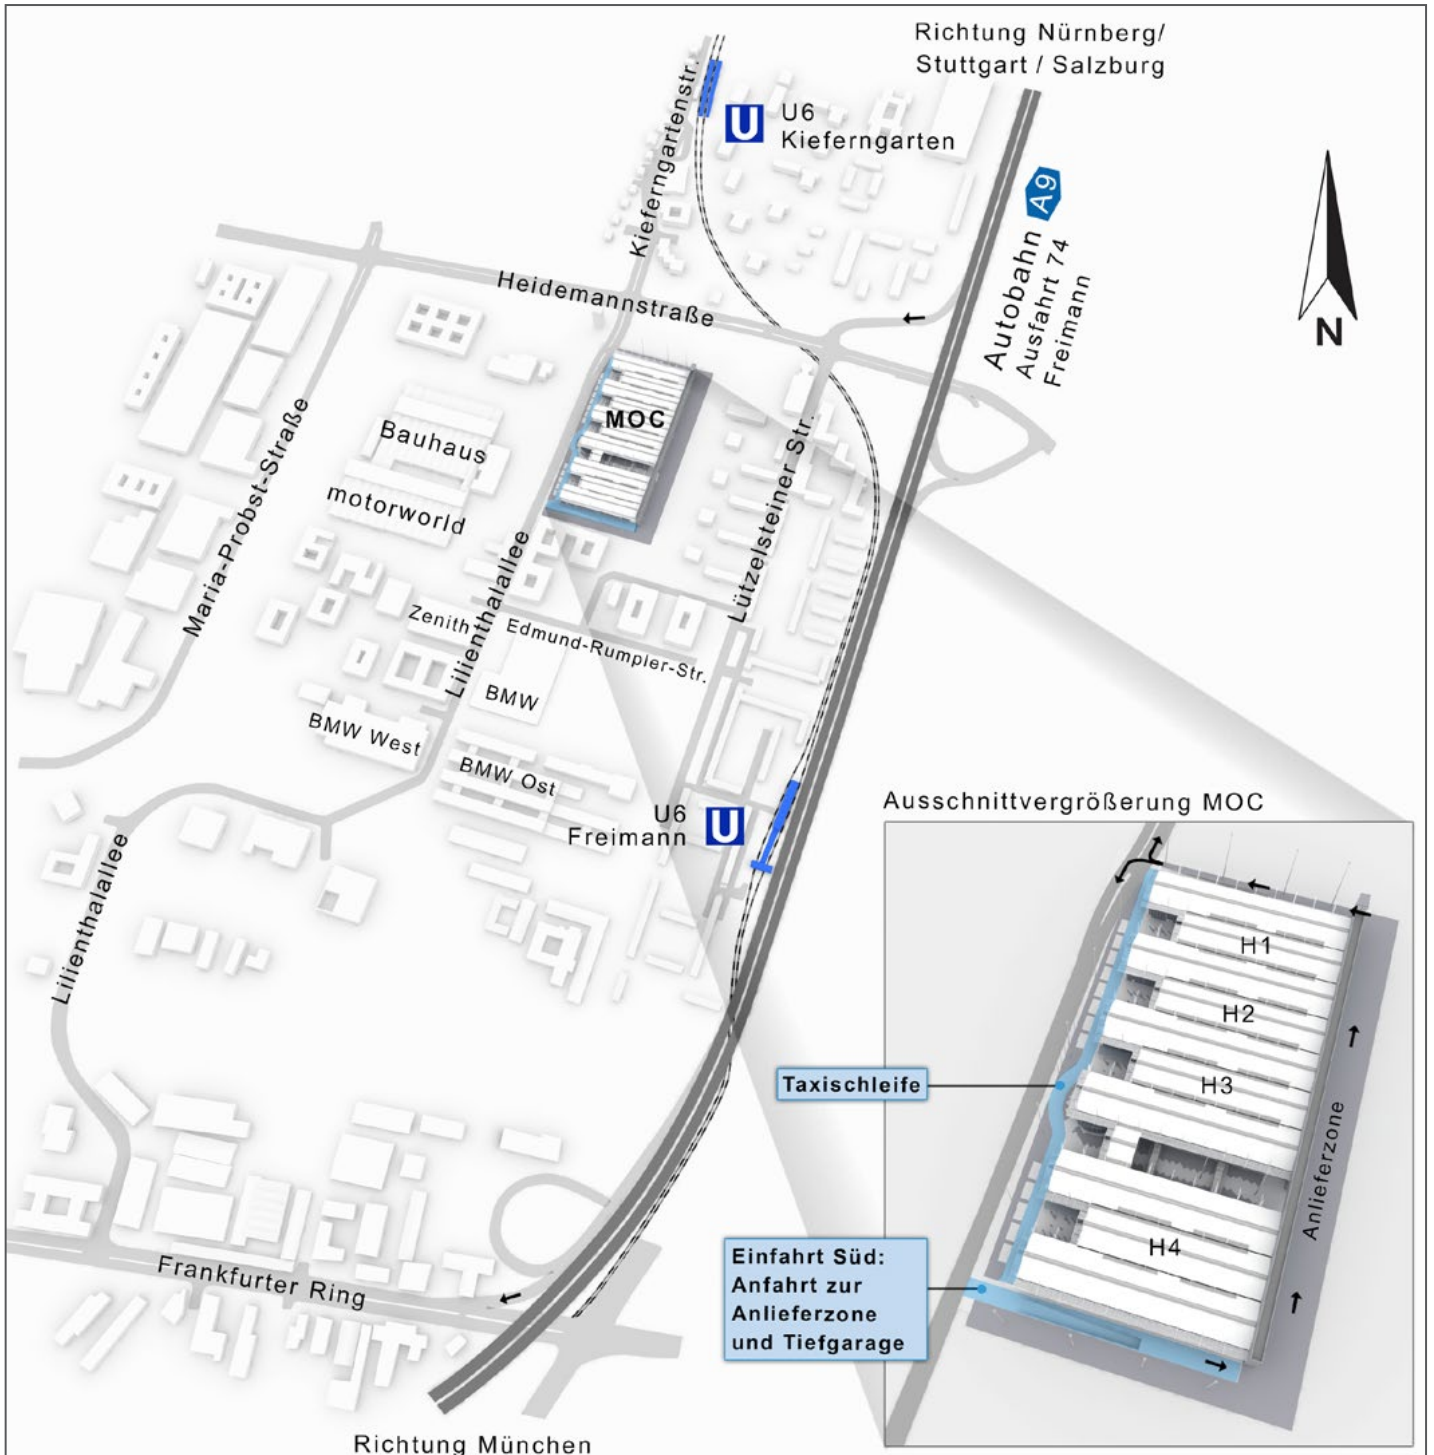 Richtung Nürnberg/
Stuttgart / Salzburg
Kieferngartenstr.
U
U6
Kieferngarten
A9
Autobahn
Ausfahrt 74
Freimann
N
Heidemannstraße
MOC
Bauhaus
motorworld
Maria-Probst-Straße
Lützelsteiner Str.
Lilienthalallee
Zenith
Edmund-Rumpler-Str.
BMW
BMW West
BMW Ost
U6
Freimann
U
Lilienthalallee
Frankfurter Ring
Richtung München
Ausschnittvergrößerung MOC
H1
H2
H3
H4
Anlieferzone
Taxischleife
Einfahrt Süd:
Anfahrt zur
Anlieferzone
und Tiefgarage